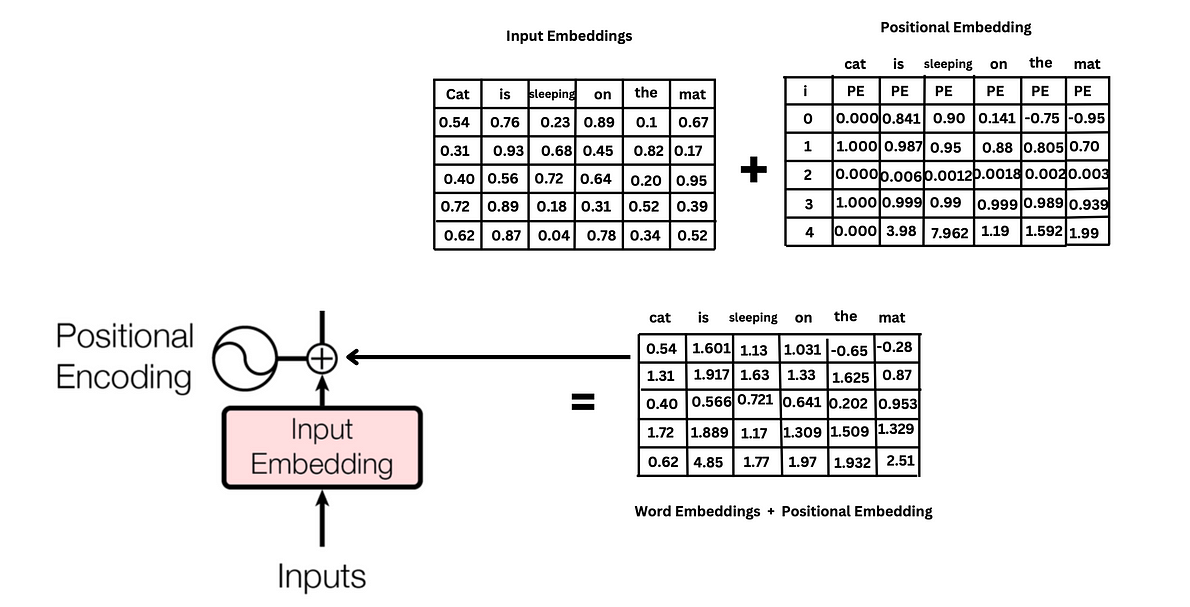 Input Embeddings
Cat is sleeping on the mat
0.54 0.76 0.23 0.89 0.1 0.67
0.31 0.93 0.68 0.45 0.82 0.17
0.40 0.56 0.72 0.64 0.20 0.95
0.72 0.89 0.18 0.31 0.52 0.39
0.62 0.87 0.04 0.78 0.34 0.52
+
Positional Embedding
cat is sleeping on the mat
i PE PE PE PE PE PE
0 0.000 0.841 0.90 0.141 -0.75 -0.95
1 1.000 0.987 0.95 0.88 0.805 0.70
2 0.000 0.006 0.0012 0.0018 0.002 0.003
3 1.000 0.999 0.99 0.999 0.989 0.939
4 0.000 3.98 7.962 1.19 1.592 1.99
Positional
Encoding
+
Input
Embedding
Inputs
=
cat is sleeping on the mat
0.54 1.601 1.13 1.031 -0.65 -0.28
1.31 1.917 1.63 1.33 1.625 0.87
0.40 0.566 0.721 0.641 0.202 0.953
1.72 1.889 1.17 1.309 1.509 1.329
0.62 4.85 1.77 1.97 1.932 2.51
Word Embeddings + Positional Embedding